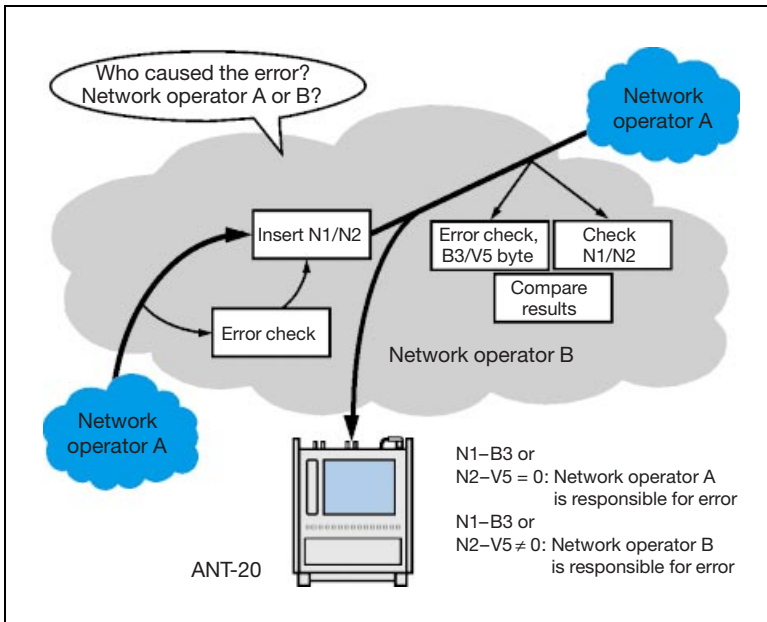 Who caused the error?
Network operator A or B?
Network
operator A
Insert N1/N2
Error check,
B3/V5 byte
Check
N1/N2
Compare
results
Error check
Network operator B
Network
operator A
ANT-20
N1–B3 or
N2–V5 = 0: Network operator A
is responsible for error
N1–B3 or
N2–V5 ≠ 0: Network operator B
is responsible for error